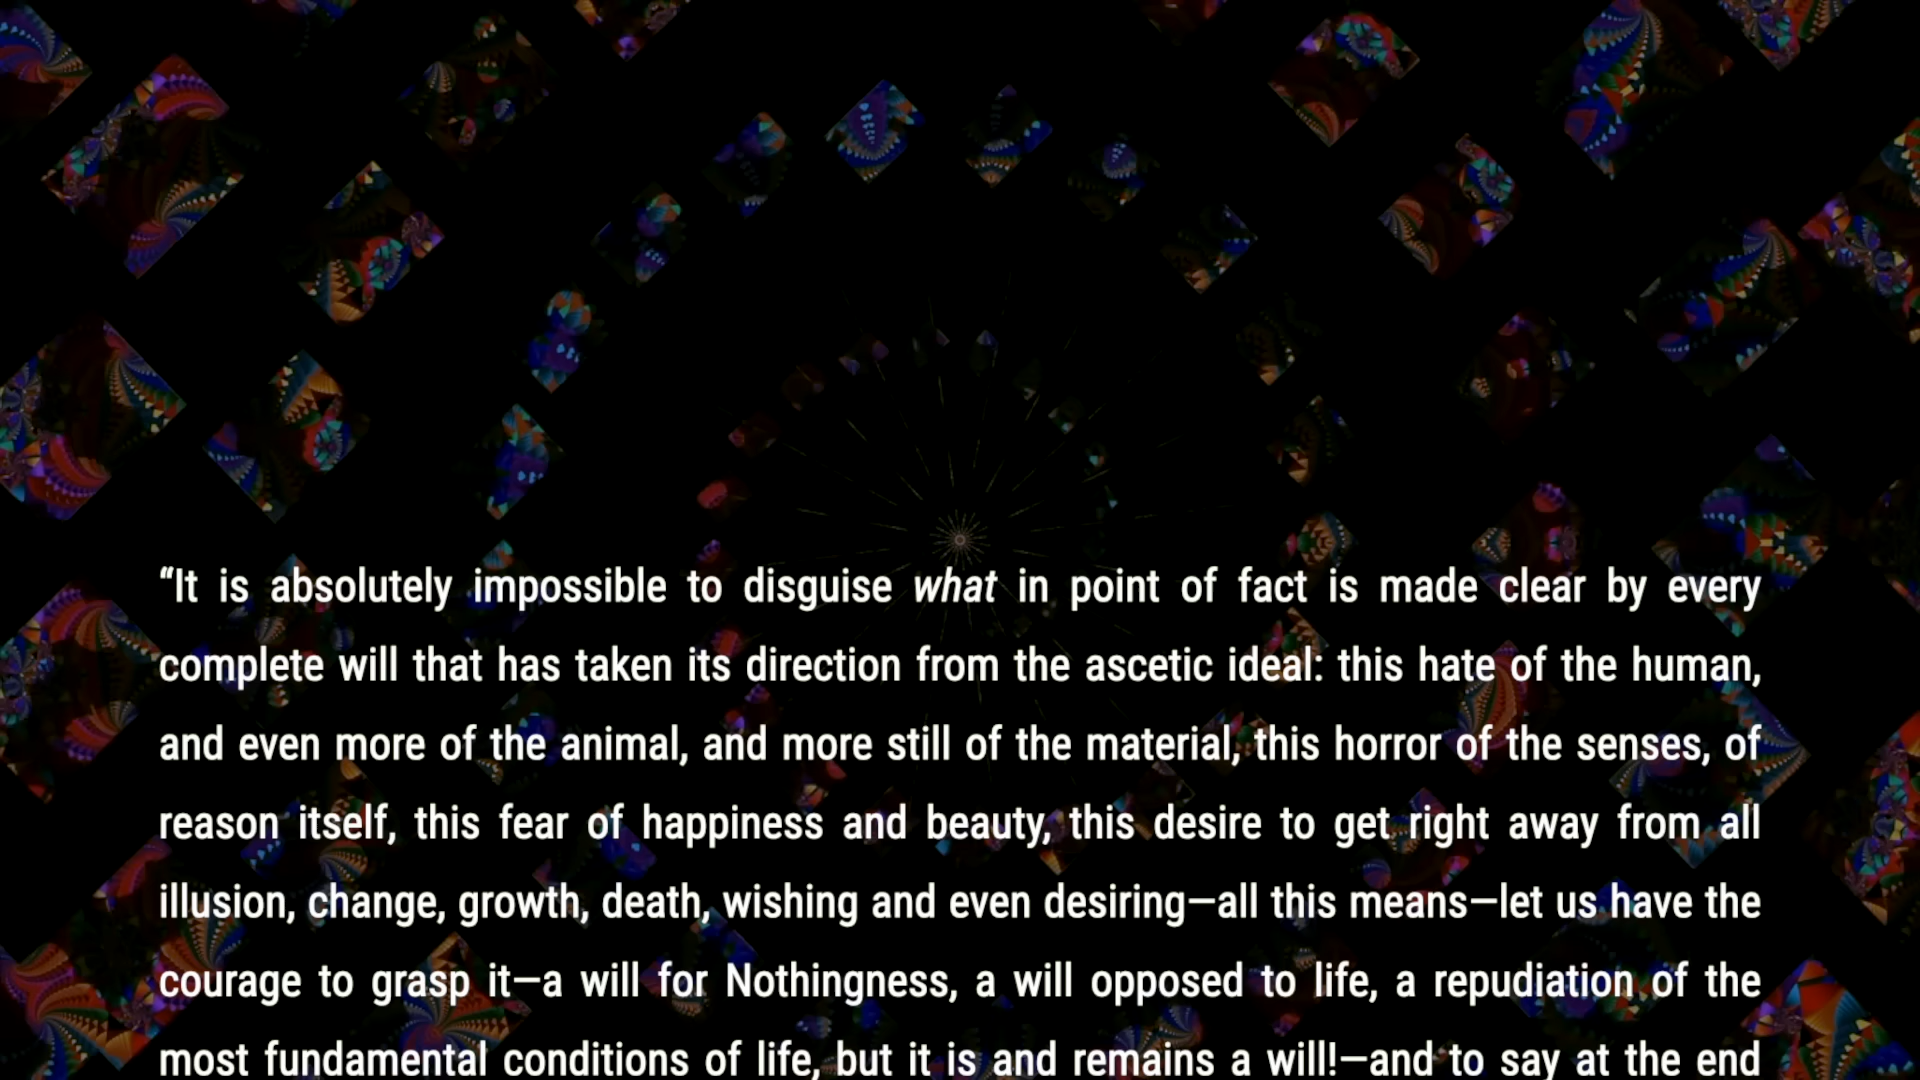 “It is absolutely impossible to disguise what in point of fact is made clear by every
complete will that has taken its direction from the ascetic ideal: this hate of the human,
and even more of the animal, and more still of the material, this horror of the senses, of
reason itself, this fear of happiness and beauty, this desire to get right away from all
illusion, change, growth, death, wishing and even desiring—all this means—let us have the
courage to grasp it—a will for Nothingness, a will opposed to life, a repudiation of the
most fundamental conditions of life, but it is and remains a will!—and to say at the end